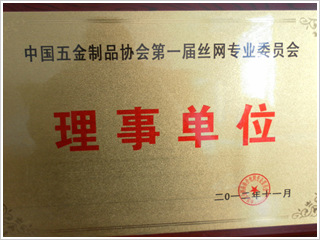 中国五金制品协会第一届丝网专业委员会
理事单位
二〇一二年十一月